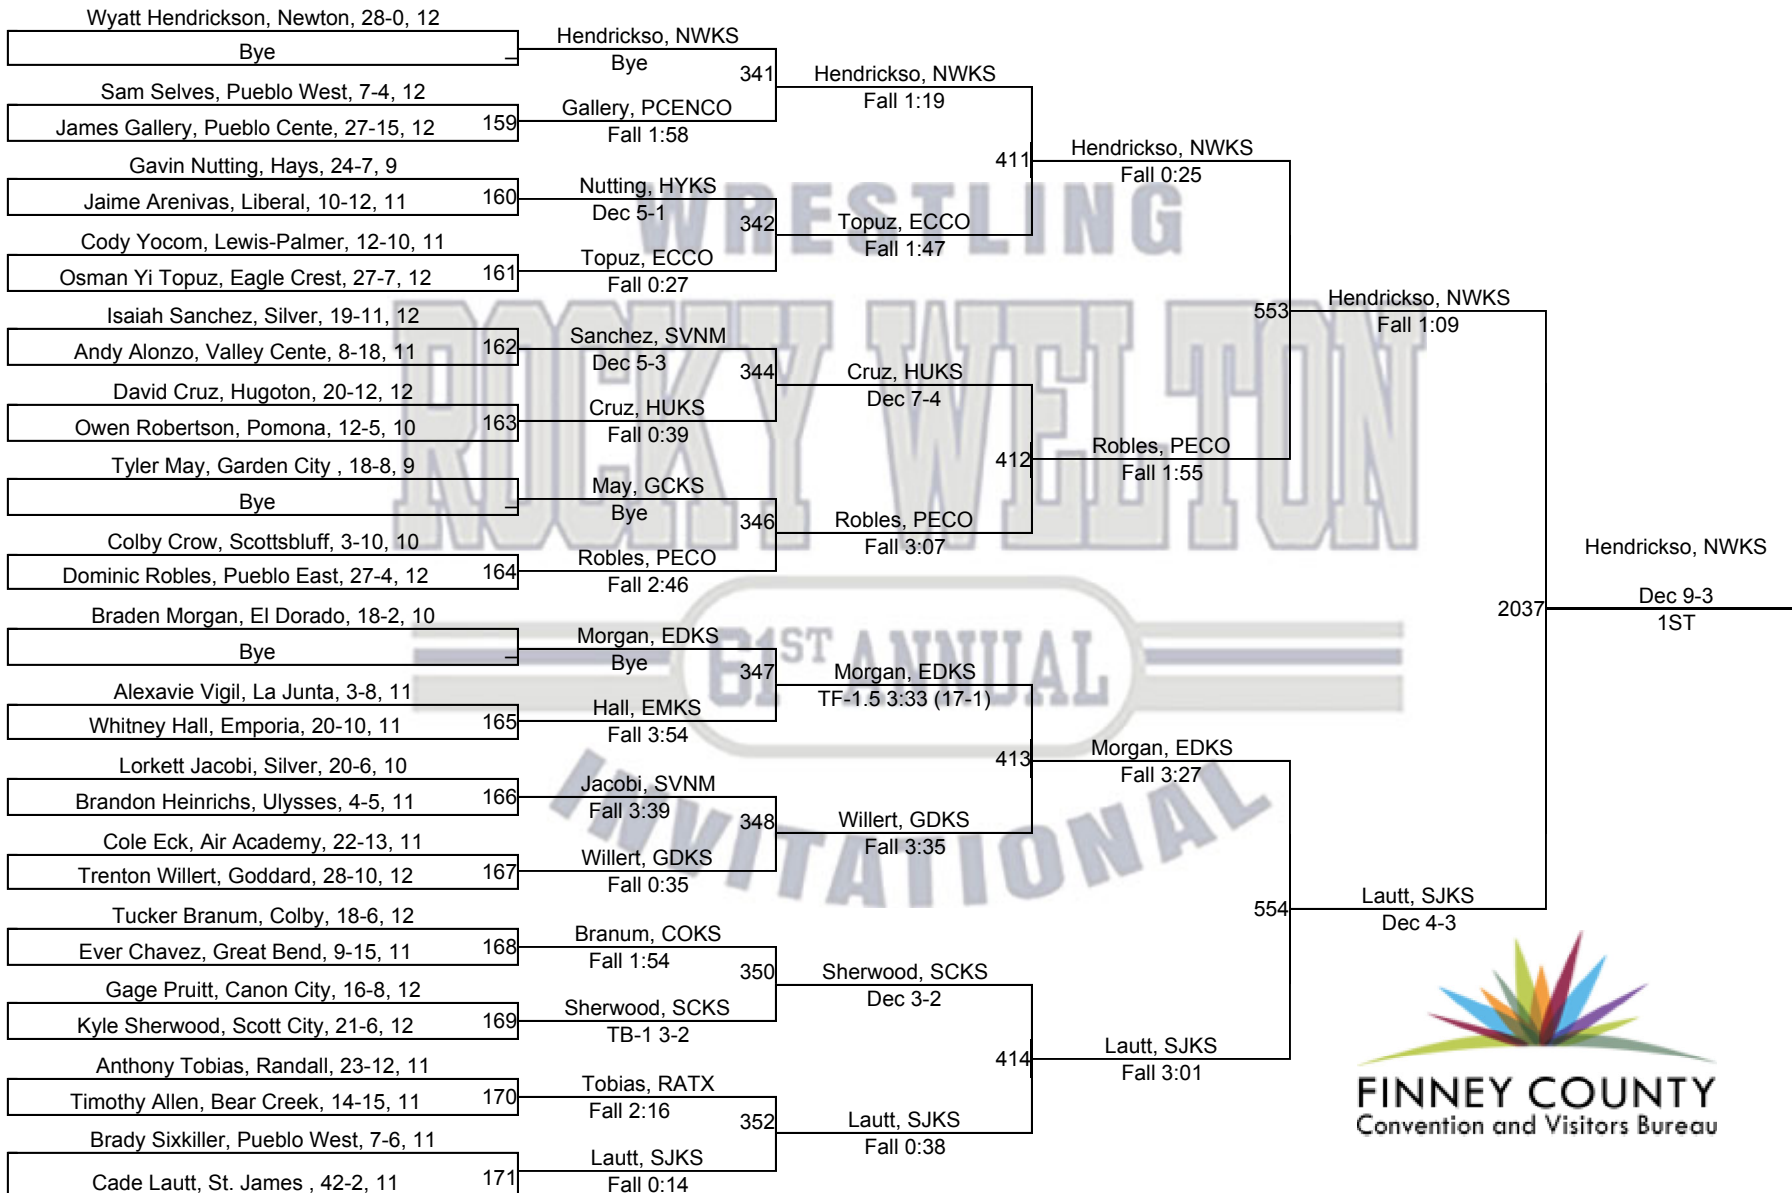 Wyatt Hendrickson, Newton, 28-0, 12
Bye
_
Sam Selves, Pueblo West, 7-4, 12
James Gallery, Pueblo Cente, 27-15, 12
159
Gavin Nutting, Hays, 24-7, 9
Jaime Arenivas, Liberal, 10-12, 11
160
Cody Yocom, Lewis-Palmer, 12-10, 11
Osman Yi Topuz, Eagle Crest, 27-7, 12
161
Isaiah Sanchez, Silver, 19-11, 12
Andy Alonzo, Valley Cente, 8-18, 11
162
David Cruz, Hugoton, 20-12, 12
Owen Robertson, Pomona, 12-5, 10
163
Tyler May, Garden City , 18-8, 9
Bye
_
Colby Crow, Scottsbluff, 3-10, 10
Dominic Robles, Pueblo East, 27-4, 12
164
Braden Morgan, El Dorado, 18-2, 10
Bye
_
Alexavie Vigil, La Junta, 3-8, 11
Whitney Hall, Emporia, 20-10, 11
165
Lorkett Jacobi, Silver, 20-6, 10
Brandon Heinrichs, Ulysses, 4-5, 11
166
Cole Eck, Air Academy, 22-13, 11
Trenton Willert, Goddard, 28-10, 12
167
Tucker Branum, Colby, 18-6, 12
Ever Chavez, Great Bend, 9-15, 11
168
Gage Pruitt, Canon City, 16-8, 12
Kyle Sherwood, Scott City, 21-6, 12
169
Anthony Tobias, Randall, 23-12, 11
Timothy Allen, Bear Creek, 14-15, 11
170
Brady Sixkiller, Pueblo West, 7-6, 11
Cade Lautt, St. James , 42-2, 11
171
Hendrickso, NWKS
Bye
341
Gallery, PCENCO
Fall 1:58
Nutting, HYKS
Dec 5-1
342
Topuz, ECCO
Fall 0:27
Sanchez, SVNM
Dec 5-3
344
Cruz, HUKS
Fall 0:39
May, GCKS
Bye
346
Robles, PECO
Fall 2:46
Morgan, EDKS
Bye
347
Hall, EMKS
Fall 3:54
Jacobi, SVNM
Fall 3:39
348
Willert, GDKS
Fall 0:35
Branum, COKS
Fall 1:54
350
Sherwood, SCKS
TB-1 3-2
Tobias, RATX
Fall 2:16
352
Lautt, SJKS
Fall 0:14
Hendrickso, NWKS
Fall 1:19
411
Topuz, ECCO
Fall 1:47
Cruz, HUKS
Dec 7-4
412
Robles, PECO
Fall 3:07
Morgan, EDKS
TF-1.5 3:33 (17-1)
413
Willert, GDKS
Fall 3:35
Sherwood, SCKS
Dec 3-2
414
Lautt, SJKS
Fall 0:38
Hendrickso, NWKS
Fall 0:25
553
Robles, PECO
Fall 1:55
Morgan, EDKS
Fall 3:27
554
Lautt, SJKS
Fall 3:01
Hendrickso, NWKS
Fall 1:09
2037
Lautt, SJKS
Dec 4-3
Hendrickso, NWKS
Dec 9-3
1ST
WRESTLING
ROCKY WELTON
61ST ANNUAL
INVITATIONAL
FINNEY COUNTY
Convention and Visitors Bureau